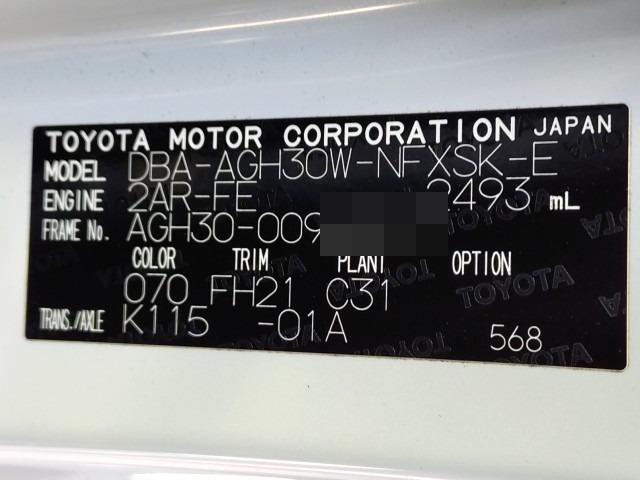 TOYOTA MOTOR CORPORATION JAPAN
MODEL DBA-AGH30W-NFXSK-E
ENGINE 2AR-FE 2493 mL
FRAME No. AGH30-009
COLOR TRIM PLANT OPTION
070 FH21 C31
TRANS./AXLE K115 -01A
568